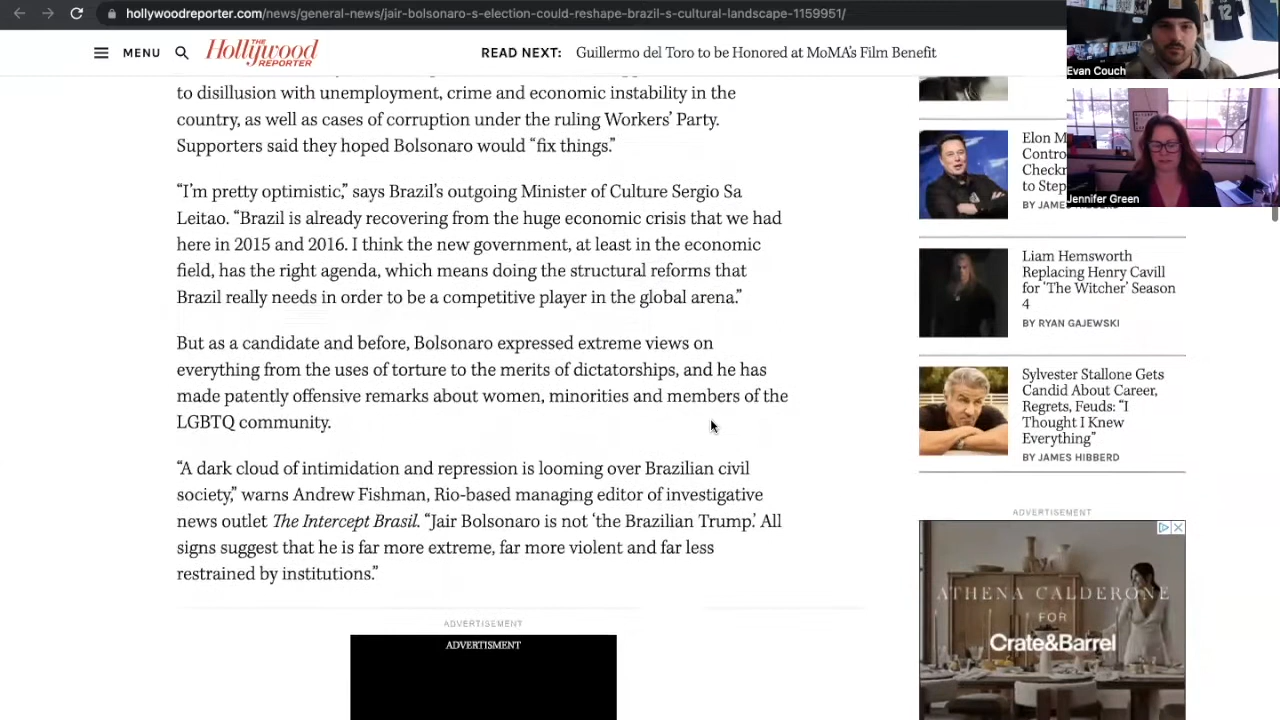 hollywoodreporter.com/news/general-news/jair-bolsonaro-s-election-could-reshape-brazil-s-cultural-landscape-1159951/
MENU
THE
Hollywood
REPORTER
READ NEXT: Guillermo del Toro to be Honored at MoMA's Film Benefit
to disillusion with unemployment, crime and economic instability in the
country, as well as cases of corruption under the ruling Workers' Party.
Supporters said they hoped Bolsonaro would “fix things.”
“I'm pretty optimistic,” says Brazil's outgoing Minister of Culture Sergio Sa
Leitao. “Brazil is already recovering from the huge economic crisis that we had
here in 2015 and 2016. I think the new government, at least in the economic
field, has the right agenda, which means doing the structural reforms that
Brazil really needs in order to be a competitive player in the global arena.”
But as a candidate and before, Bolsonaro expressed extreme views on
everything from the uses of torture to the merits of dictatorships, and he has
made patently offensive remarks about women, minorities and members of the
LGBTQ community.
“A dark cloud of intimidation and repression is looming over Brazilian civil
society,” warns Andrew Fishman, Rio-based managing editor of investigative
news outlet The Intercept Brasil. “Jair Bolsonaro is not ‘the Brazilian Trump.’ All
signs suggest that he is far more extreme, far more violent and far less
restrained by institutions.”
ADVERTISEMENT
ADVERTISMENT
Evan Couch
12
Jennifer Green
Elon M
Contro
Checkm
to Step
BY JAMES HIBBERD
Liam Hemsworth
Replacing Henry Cavill
for ‘The Witcher’ Season
4
BY RYAN GAJEWSKI
Sylvester Stallone Gets
Candid About Career,
Regrets, Feuds: “I
Thought I Knew
Everything”
BY JAMES HIBBERD
ADVERTISEMENT
ATHENA CALDERONE
FOR
Crate&Barrel